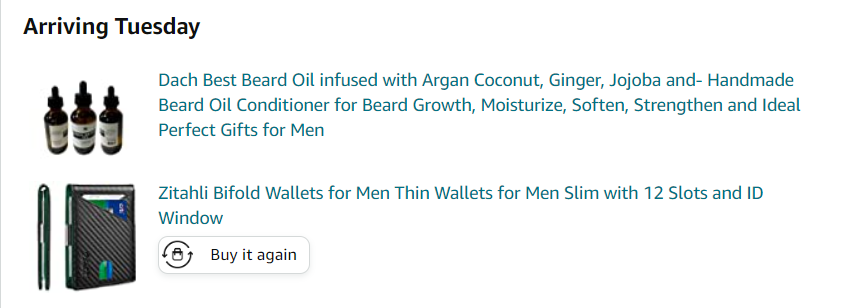 Arriving Tuesday
Dach Best Beard Oil infused with Argan Coconut, Ginger, Jojoba and- Handmade
Beard Oil Conditioner for Beard Growth, Moisturize, Soften, Strengthen and Ideal
Perfect Gifts for Men
Zitahli Bifold Wallets for Men Thin Wallets for Men Slim with 12 Slots and ID
Window
Buy it again